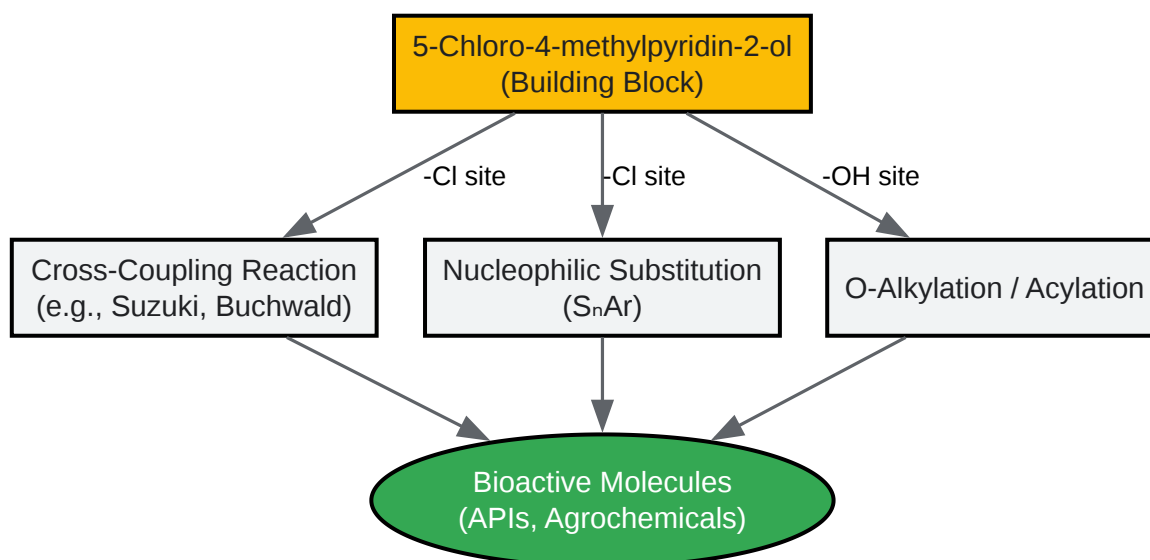 5-Chloro-4-methylpyridin-2-ol
(Building Block)
-Cl site
-Cl site
-OH site
Cross-Coupling Reaction
(e.g., Suzuki, Buchwald)
Nucleophilic Substitution
(SₙAr)
O-Alkylation / Acylation
Bioactive Molecules
(APIs, Agrochemicals)